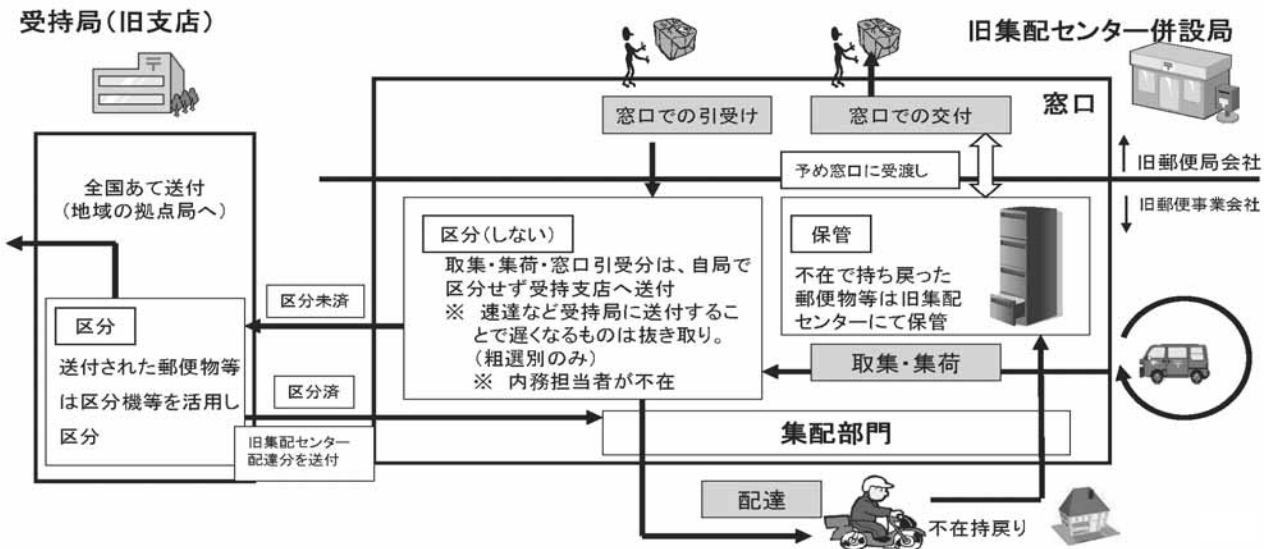 受持局(旧支店)
旧集配センター併設局
窓口
窓口での引受け
窓口での交付
予め窓口に受渡し
旧郵便局会社
旧郵便事業会社
全国あて送付
(地域の拠点局へ)
区分(しない)
取集・集荷・窓口引受分は、自局で
区分せず受持支店へ送付
※ 速達など受持局に送付するこ
とで遅くなるものは抜き取り。
(粗選別のみ)
※ 内務担当者が不在
保管
不在で持ち戻った
郵便物等は旧集配
センターにて保管
区分未済
区分
送付された郵便物等
は区分機等を活用し
区分
区分済
旧集配センター
配達分を送付
取集・集荷
集配部門
配達
不在持戻り